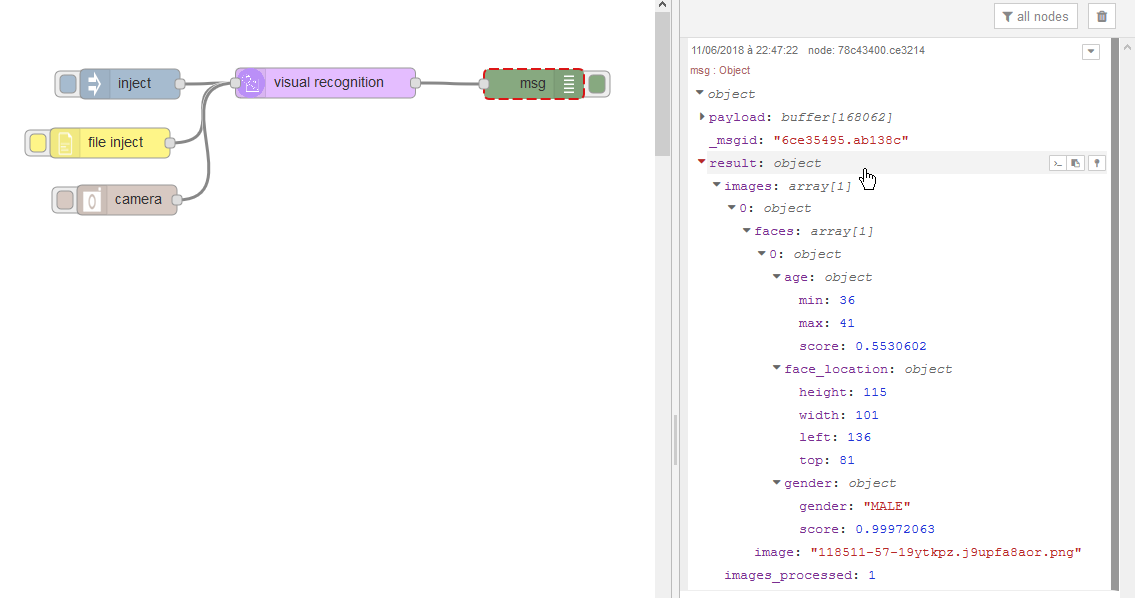 inject
visual recognition
msg
file inject
camera
all nodes
11/06/2018 à 22:47:22 node: 78c43400.ce3214
msg : Object
object
payload: buffer[168062]
_msgid: "6ce35495.ab138c"
result: object
images: array[1]
0: object
faces: array[1]
0: object
age: object
min: 36
max: 41
score: 0.5530602
face_location: object
height: 115
width: 101
left: 136
top: 81
gender: object
gender: "MALE"
score: 0.99972063
image: "118511-57-19ytkpz.j9upfa8aor.png"
images_processed: 1